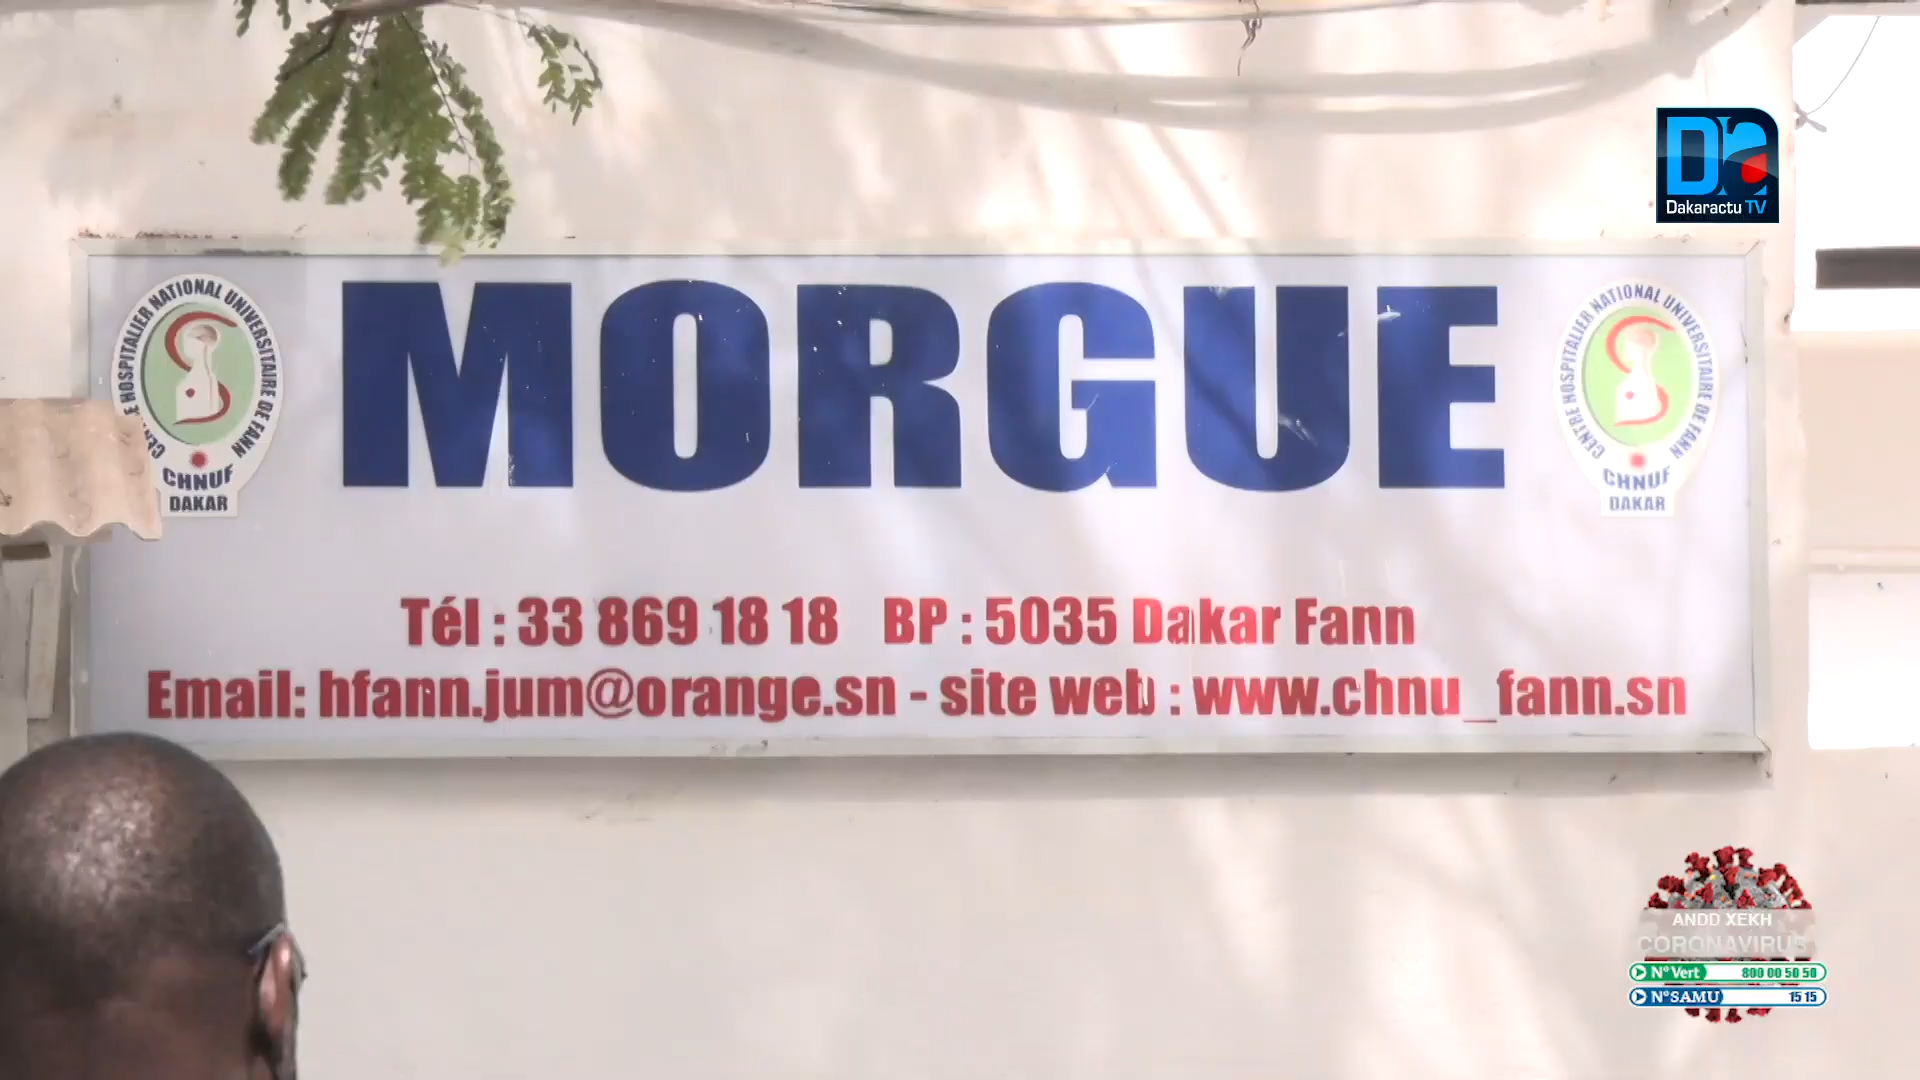 Dakaractu TV
CENTRE HOSPITALIER NATIONAL UNIVERSITAIRE DE FANN
CHNUF
DAKAR
MORGUE
CENTRE HOSPITALIER NATIONAL UNIVERSITAIRE DE FANN
CHNUF
DAKAR
Tél : 33 869 18 18 BP : 5035 Dakar Fann
Email: hfann.jum@orange.sn - site web : www.chnu_fann.sn
ANDD XEKH
CORONAVIRUS
N° Vert 800 00 50 50
N° SAMU 15 15